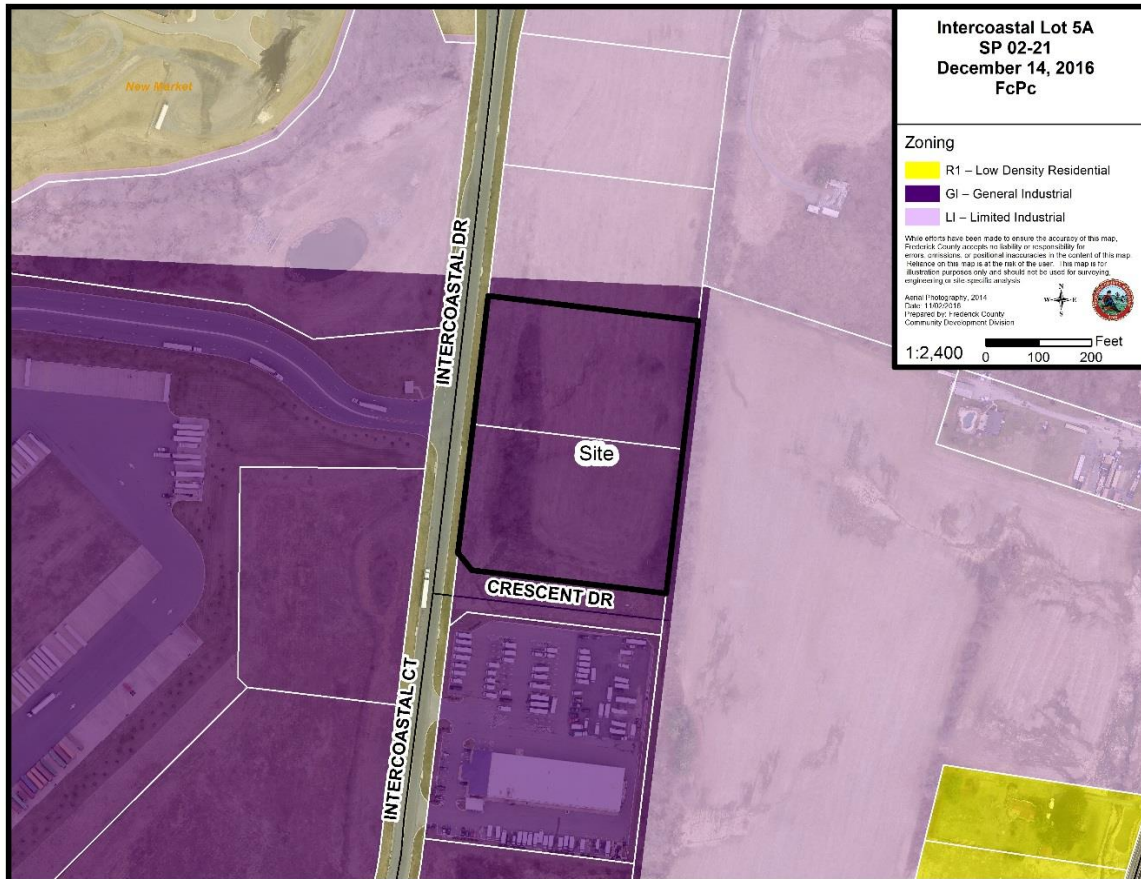 Intercoastal Lot 5A
SP 02-21
December 14, 2016
FcPc
Zoning
R1 – Low Density Residential
GI – General Industrial
LI – Limited Industrial
While efforts have been made to ensure the accuracy of this map,
Frederick County accepts no liability or responsibility for
errors, omissions, or positional inaccuracies in the content of this map.
Reliance on this map is at the risk of the user. This map is for
illustration purposes only and should not be used for surveying,
engineering or site-specific analysis
Aerial Photography, 2014
Date: 11/02/2016
Prepared by: Frederick County
Community Development Division
N
W E
S
1:2,400
Feet
0 100 200
New Market
INTERCOASTAL DR
Site
CRESCENT DR
INTERCOASTAL CT